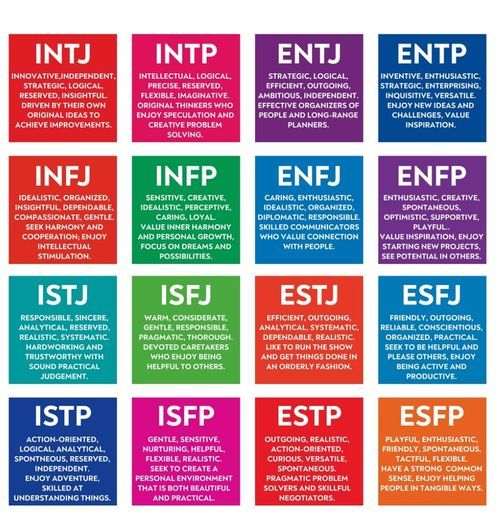 INTJ
INNOVATIVE,INDEPENDENT,
STRATEGIC, LOGICAL,
RESERVED, INSIGHTFUL.
DRIVEN BY THEIR OWN
ORIGINAL IDEAS TO
ACHIEVE IMPROVEMENTS.
INTP
INTELLECTUAL, LOGICAL,
PRECISE, RESERVED,
FLEXIBLE, IMAGINATIVE.
ORIGINAL THINKERS WHO
ENJOY SPECULATION AND
CREATIVE PROBLEM
SOLVING.
ENTJ
STRATEGIC, LOGICAL,
EFFICIENT, OUTGOING,
AMBITIOUS, INDEPENDENT.
EFFECTIVE ORGANIZERS OF
PEOPLE AND LONG-RANGE
PLANNERS.
ENTP
INVENTIVE, ENTHUSIASTIC,
STRATEGIC, ENTERPRISING,
INQUISITIVE, VERSATILE.
ENJOY NEW IDEAS AND
CHALLENGES, VALUE
INSPIRATION.
INFJ
IDEALISTIC, ORGANIZED,
INSIGHTFUL, DEPENDABLE,
COMPASSIONATE, GENTLE.
SEEK HARMONY AND
COOPERATION; ENJOY
INTELLECTUAL
STIMULATION.
INFP
SENSITIVE, CREATIVE,
IDEALISTIC, PERCEPTIVE,
CARING, LOYAL.
VALUE INNER HARMONY
AND PERSONAL GROWTH,
FOCUS ON DREAMS AND
POSSIBILITIES.
ENFJ
CARING, ENTHUSIASTIC,
IDEALISTIC, ORGANIZED,
DIPLOMATIC, RESPONSIBLE.
SKILLED COMMUNICATORS
WHO VALUE CONNECTION
WITH PEOPLE.
ENFP
ENTHUSIASTIC, CREATIVE,
SPONTANEOUS,
OPTIMISTIC, SUPPORTIVE,
PLAYFUL.
VALUE INSPIRATION, ENJOY
STARTING NEW PROJECTS,
SEE POTENTIAL IN OTHERS.
ISTJ
RESPONSIBLE, SINCERE,
ANALYTICAL, RESERVED,
REALISTIC, SYSTEMATIC.
HARDWORKING AND
TRUSTWORTHY WITH
SOUND PRACTICAL
JUDGEMENT.
ISFJ
WARM, CONSIDERATE,
GENTLE, RESPONSIBLE,
PRAGMATIC, THOROUGH.
DEVOTED CARETAKERS
WHO ENJOY BEING
HELPFUL TO OTHERS.
ESTJ
EFFICIENT, OUTGOING,
ANALYTICAL, SYSTEMATIC,
DEPENDABLE, REALISTIC.
LIKE TO RUN THE SHOW
AND GET THINGS DONE IN
AN ORDERLY FASHION.
ESFJ
FRIENDLY, OUTGOING,
RELIABLE, CONSCIENTIOUS,
ORGANIZED, PRACTICAL.
SEEK TO BE HELPFUL AND
PLEASE OTHERS, ENJOY
BEING ACTIVE AND
PRODUCTIVE.
ISTP
ACTION-ORIENTED,
LOGICAL, ANALYTICAL,
SPONTNEOUS, RESERVED,
INDEPENDENT.
ENJOY ADVENTURE,
SKILLED AT
UNDERSTANDING THINGS.
ISFP
GENTLE, SENSITIVE,
NURTURING, HELPFUL,
FLEXIBLE, REALISTIC.
SEEK TO CREATE A
PERSONAL ENVIRONMENT
THAT IS BOTH BEAUTIFUL
AND PRACTICAL.
ESTP
OUTGOING, REALISTIC,
ACTION-ORIENTED,
CURIOUS, VERSATILE,
SPONTANEOUS.
PRAGMATIC PROBLEM
SOLVERS AND SKILLFUL
NEGOTIATORS.
ESFP
PLAYFUL, ENTHUSIASTIC,
FRIENDLY, SPONTANEOUS,
TACTFUL, FLEXIBLE.
HAVE A STRONG COMMON
SENSE, ENJOY HELPING
PEOPLE IN TANGIBLE WAYS.